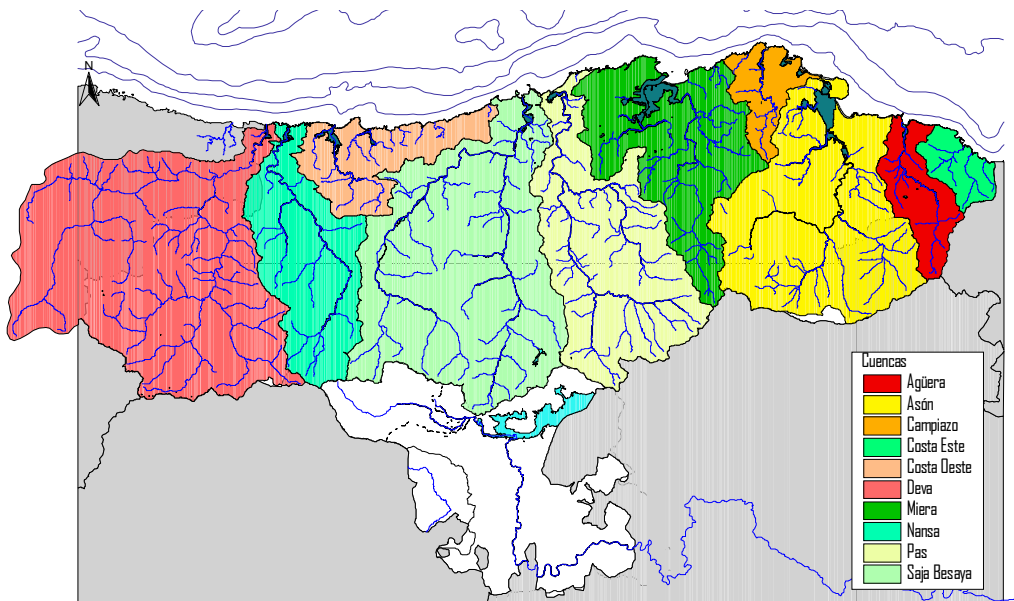 N
Cuencas
Agüera
Asón
Campiazo
Costa Este
Costa Oeste
Deva
Miera
Nansa
Pas
Saja Besaya